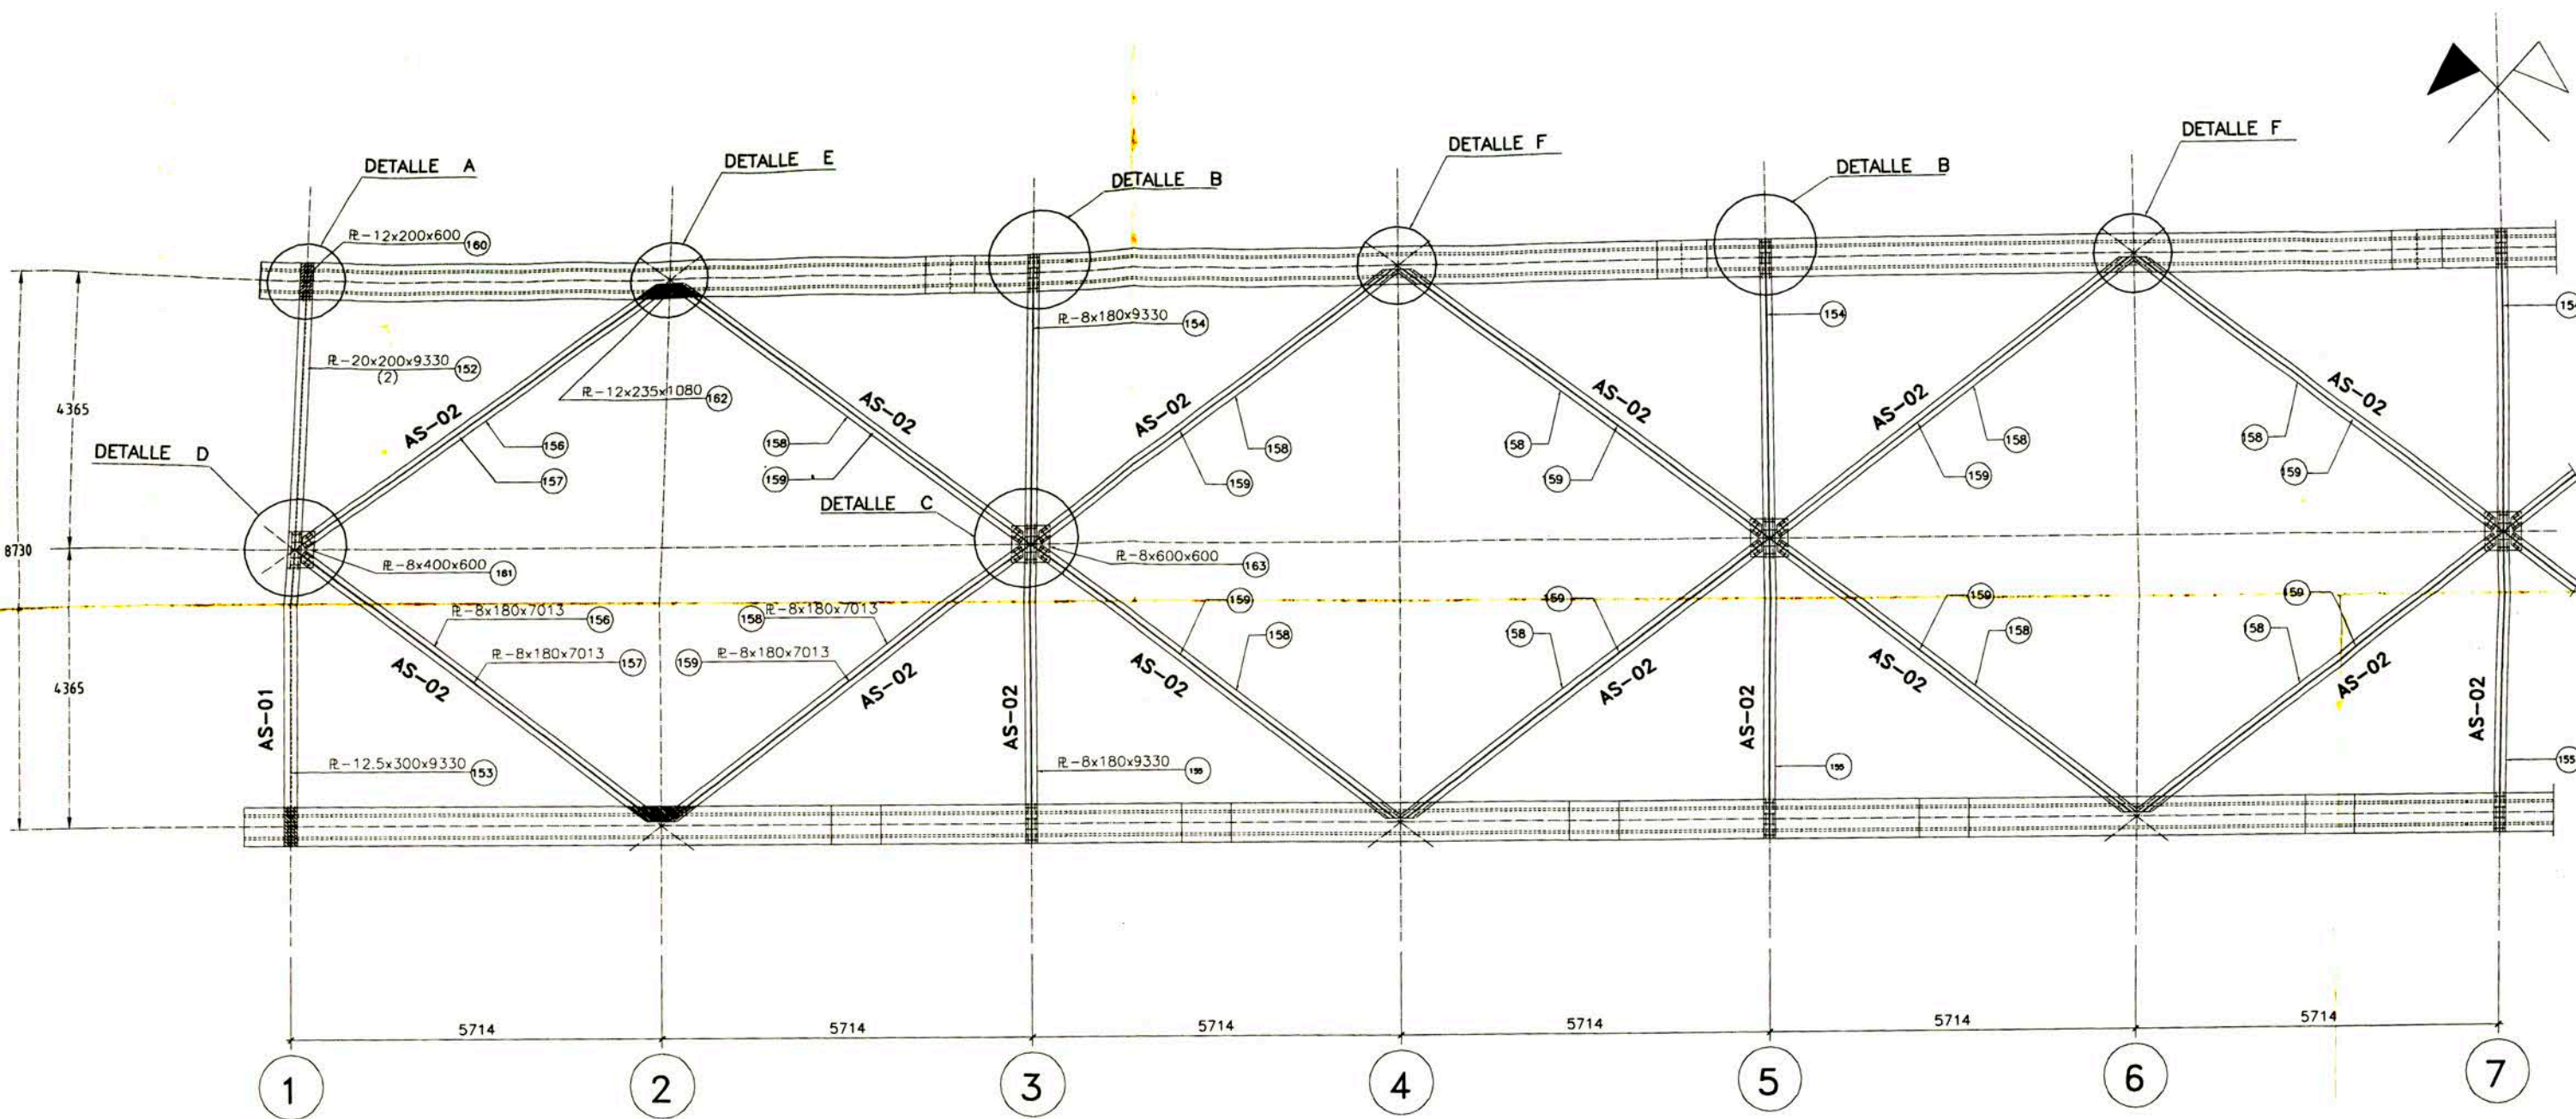 DETALLE A
DETALLE E
DETALLE B
DETALLE F
DETALLE B
DETALLE F
PL-12x200x600 160
PL-20x200x9330 152
(2)
PL-12x235x1080 162
PL-8x180x9330 154
154
154
4365
8730
4365
DETALLE D
DETALLE C
AS-02
156
157
AS-02
158
159
AS-02
158
159
AS-02
158
159
AS-02
158
159
AS-02
158
159
PL-8x400x600 161
PL-8x600x600 163
PL-8x180x7013 156
PL-8x180x7013 157
158 PL-8x180x7013
159 PL-8x180x7013
159
158
159
158
159
158
159
158
AS-01
AS-02
AS-02
AS-02
AS-02
AS-02
AS-02
AS-02
AS-02
AS-02
PL-12.5x300x9330 153
PL-8x180x9330 155
155
155
5714
5714
5714
5714
5714
5714
1
2
3
4
5
6
7